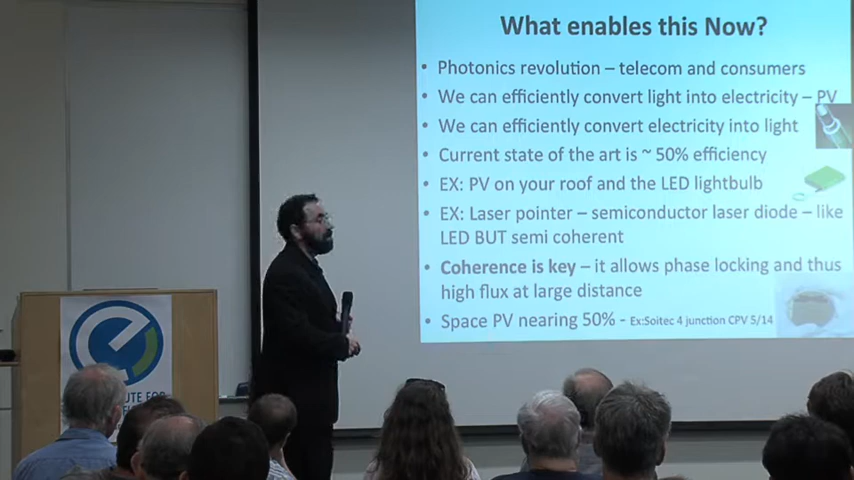 What enables this Now?
• Photonics revolution – telecom and consumers
• We can efficiently convert light into electricity – PV
• We can efficiently convert electricity into light
• Current state of the art is ~ 50% efficiency
• EX: PV on your roof and the LED lightbulb
• EX: Laser pointer – semiconductor laser diode – like
LED BUT semi coherent
• Coherence is key – it allows phase locking and thus
high flux at large distance
• Space PV nearing 50% - Ex:Soitec 4 junction CPV 5/14
UTE FOR